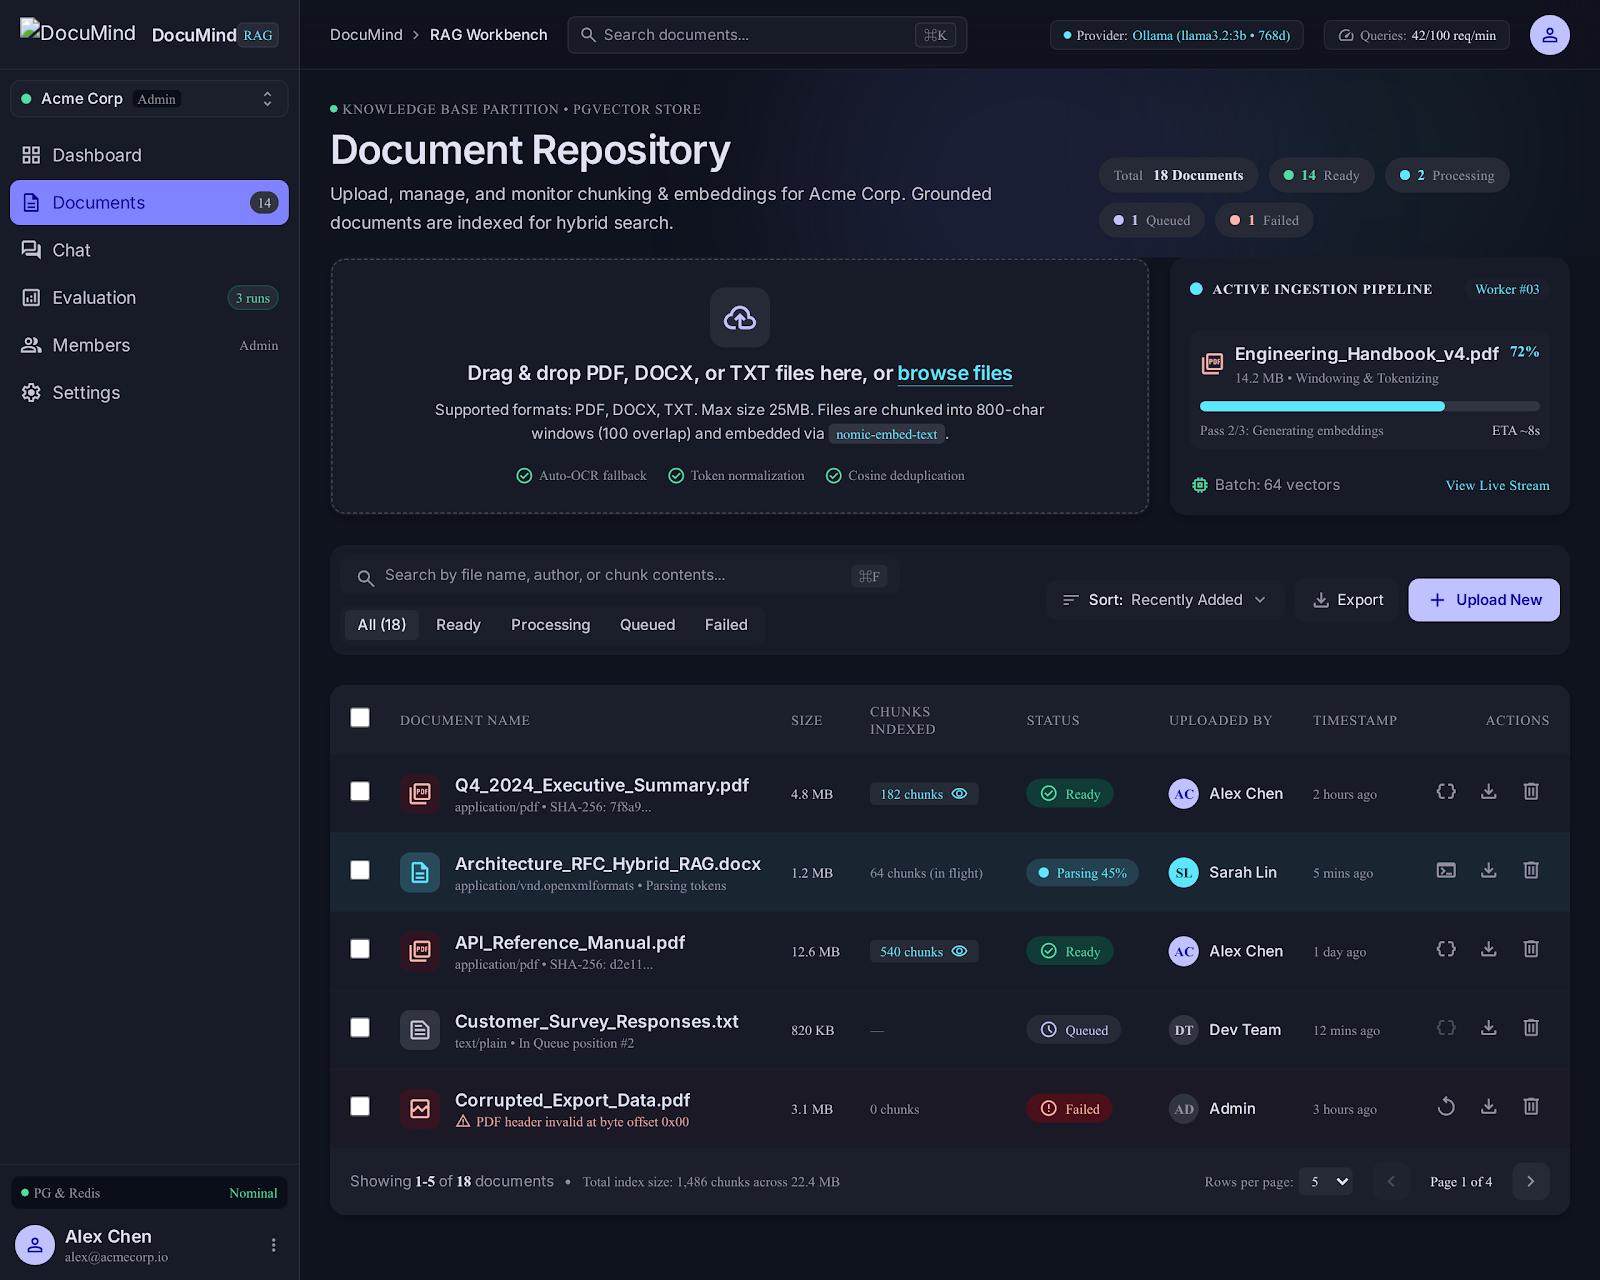 DocuMind DocuMind RAG
DocuMind > RAG Workbench
Search documents... ⌘K
Provider: Ollama (llama3.2:3b • 768d)
Queries: 42/100 req/min
Acme Corp Admin
Dashboard
Documents 14
Chat
Evaluation 3 runs
Members Admin
Settings
PG & Redis Nominal
Alex Chen
alex@acmecorp.io
KNOWLEDGE BASE PARTITION • PGVECTOR STORE
Document Repository
Upload, manage, and monitor chunking & embeddings for Acme Corp. Grounded
documents are indexed for hybrid search.
Total 18 Documents
14 Ready
2 Processing
1 Queued
1 Failed
Drag & drop PDF, DOCX, or TXT files here, or browse files
Supported formats: PDF, DOCX, TXT. Max size 25MB. Files are chunked into 800-char
windows (100 overlap) and embedded via nomic-embed-text.
Auto-OCR fallback Token normalization Cosine deduplication
ACTIVE INGESTION PIPELINE Worker #03
PDF Engineering_Handbook_v4.pdf 72%
14.2 MB • Windowing & Tokenizing
Pass 2/3: Generating embeddings ETA ~8s
Batch: 64 vectors View Live Stream
Search by file name, author, or chunk contents... ⌘F
All (18) Ready Processing Queued Failed
Sort: Recently Added
Export
+ Upload New
DOCUMENT NAME SIZE CHUNKS INDEXED STATUS UPLOADED BY TIMESTAMP ACTIONS
PDF Q4_2024_Executive_Summary.pdf 4.8 MB 182 chunks Ready AC Alex Chen 2 hours ago
application/pdf • SHA-256: 7f8a9...
Architecture_RFC_Hybrid_RAG.docx 1.2 MB 64 chunks (in flight) Parsing 45% SL Sarah Lin 5 mins ago
application/vnd.openxmlformats • Parsing tokens
PDF API_Reference_Manual.pdf 12.6 MB 540 chunks Ready AC Alex Chen 1 day ago
application/pdf • SHA-256: d2e11...
Customer_Survey_Responses.txt 820 KB — Queued DT Dev Team 12 mins ago
text/plain • In Queue position #2
Corrupted_Export_Data.pdf 3.1 MB 0 chunks Failed AD Admin 3 hours ago
PDF header invalid at byte offset 0x00
Showing 1-5 of 18 documents • Total index size: 1,486 chunks across 22.4 MB
Rows per page: 5 Page 1 of 4